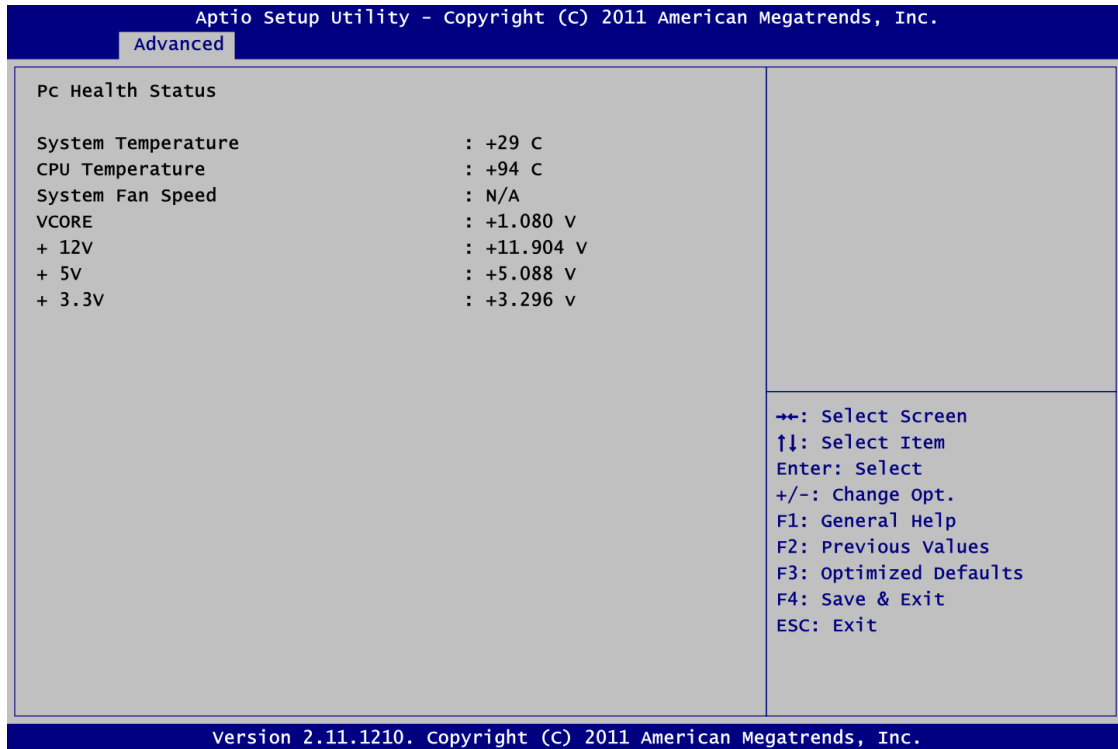 Aptio Setup Utility – Copyright (C) 2011 American Megatrends, Inc.
Advanced
Pc Health Status
System Temperature : +29 C
CPU Temperature : +94 C
System Fan Speed : N/A
VCORE : +1.080 V
+ 12V : +11.904 V
+ 5V : +5.088 V
+ 3.3V : +3.296 v
→←: Select Screen
↑↓: Select Item
Enter: Select
+/-: Change Opt.
F1: General Help
F2: Previous Values
F3: Optimized Defaults
F4: Save & Exit
ESC: Exit
Version 2.11.1210. Copyright (C) 2011 American Megatrends, Inc.